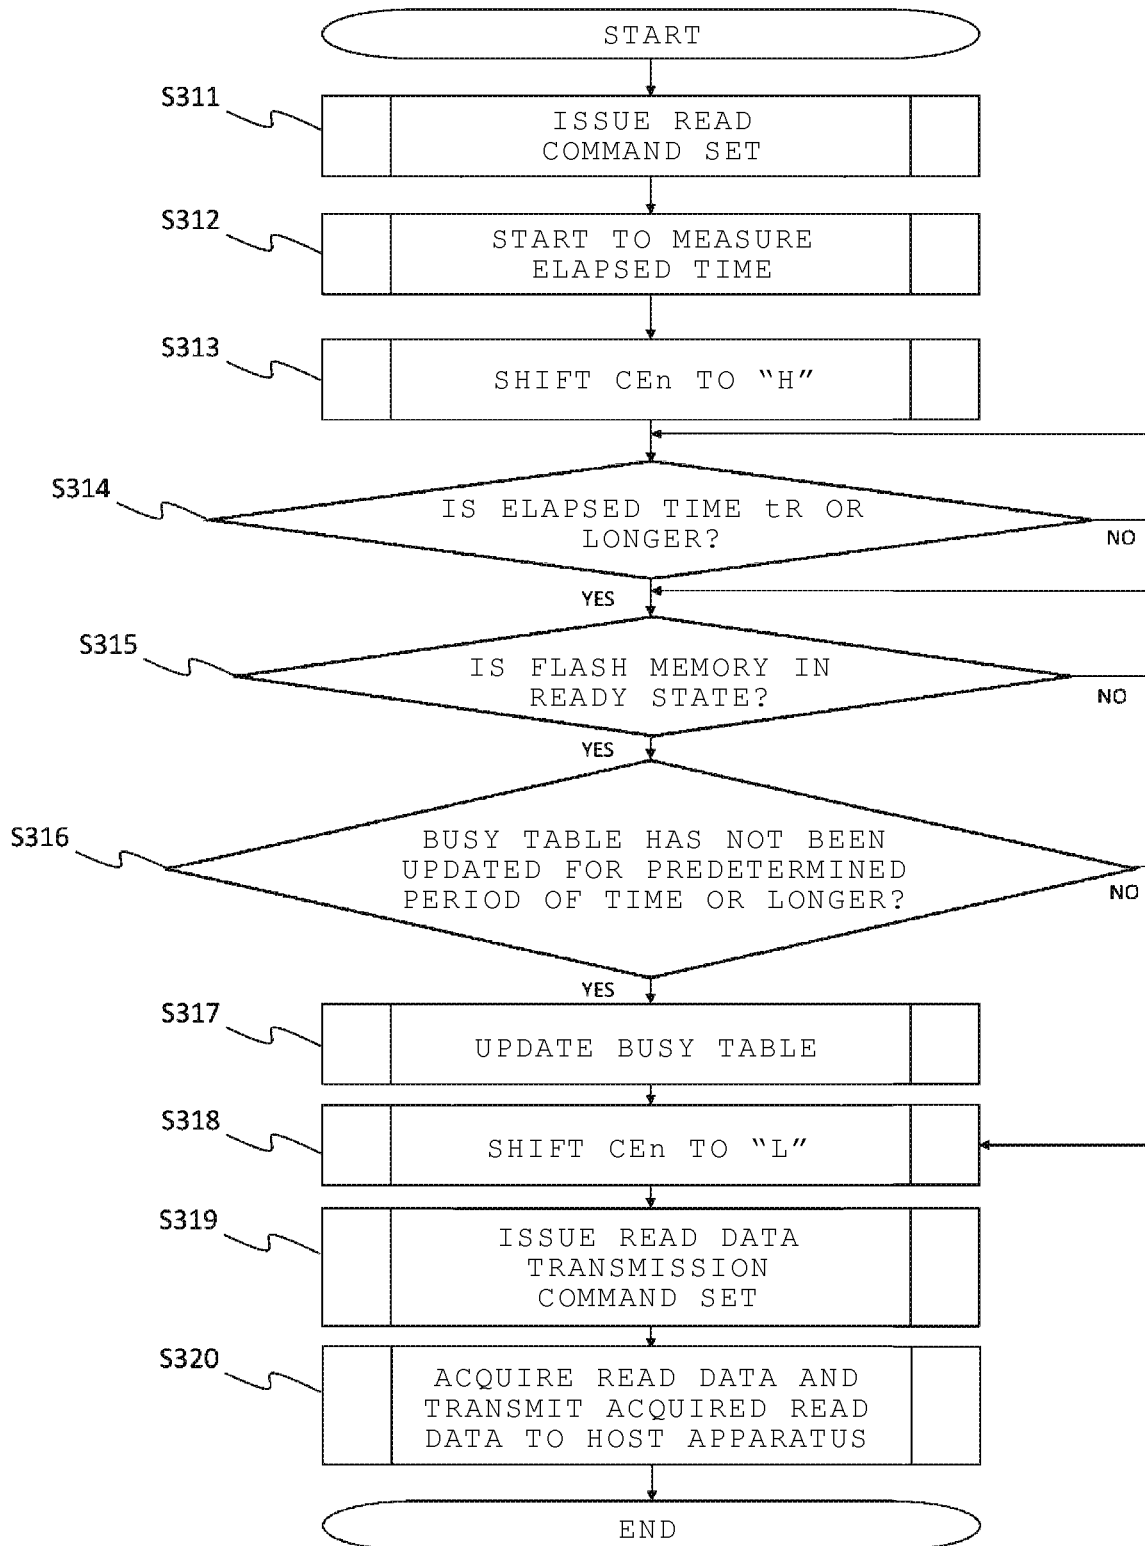 START
S311
ISSUE READ
COMMAND SET
S312
START TO MEASURE
ELAPSED TIME
S313
SHIFT CEn TO “H”
S314
IS ELAPSED TIME tR OR
LONGER?
NO
YES
S315
IS FLASH MEMORY IN
READY STATE?
NO
YES
S316
BUSY TABLE HAS NOT BEEN
UPDATED FOR PREDETERMINED
PERIOD OF TIME OR LONGER?
NO
YES
S317
UPDATE BUSY TABLE
S318
SHIFT CEn TO “L”
S319
ISSUE READ DATA
TRANSMISSION
COMMAND SET
S320
ACQUIRE READ DATA AND
TRANSMIT ACQUIRED READ
DATA TO HOST APPARATUS
END